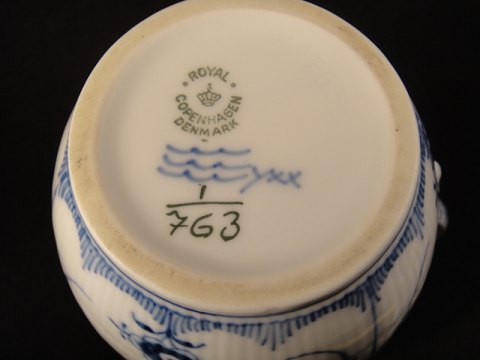 ROYAL
COPENHAGEN
DENMARK
1
763